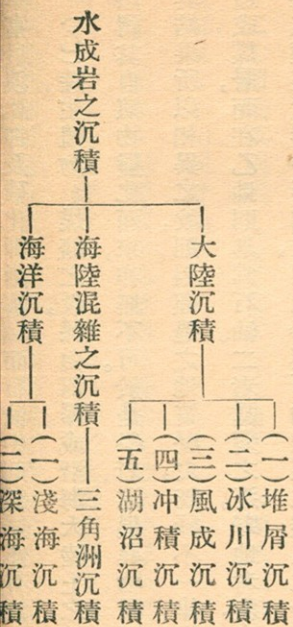 水成岩之沉積
大陸沉積
(一)堆屑沉積
(二)冰川沉積
(三)風成沉積
(四)冲積沉積
(五)湖沼沉積
海陸混雜之沉積
三角洲沉積
海洋沉積
(一)淺海沉積
(二)深海沉積